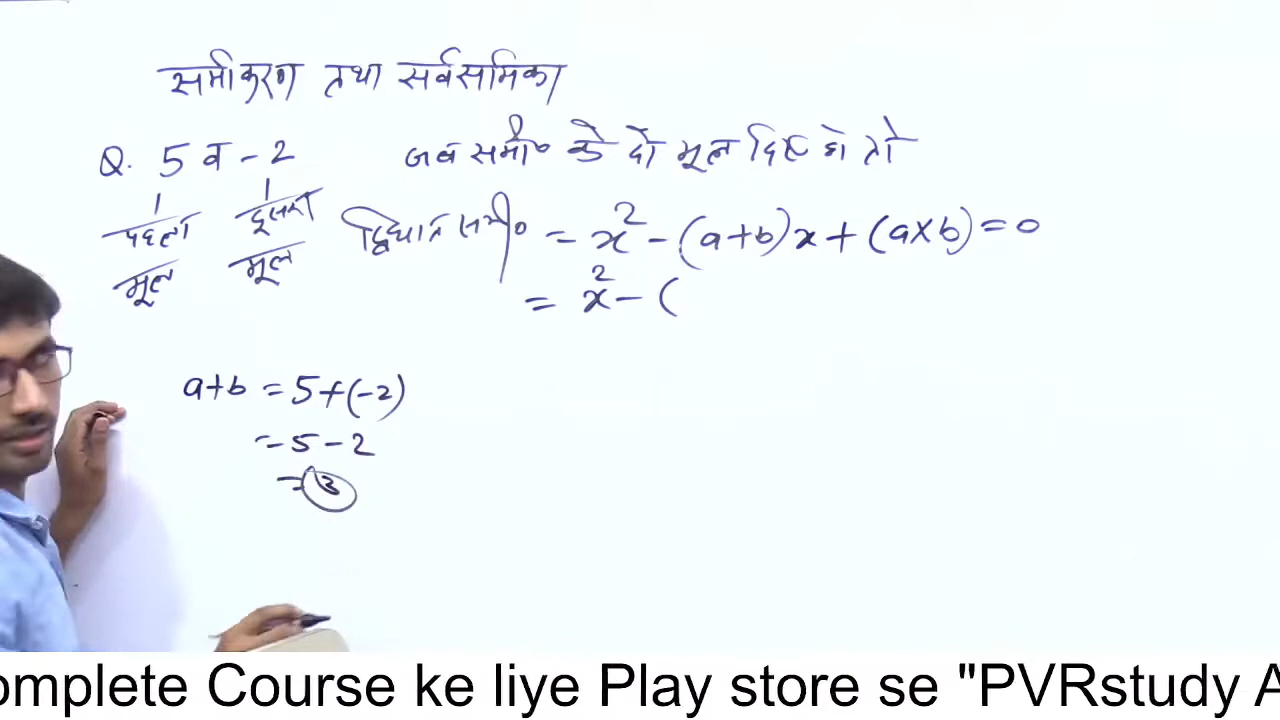 समीकरण तथा सर्वसमिका
Q. 5 व -2
जब समी० के दो मूल दिए हो तो
पहला मूल
दूसरा मूल
द्विघात समी० = x² - (a+b)x + (a×b) = 0
= x² - (
a+b = 5+(-2)
= 5 - 2
= 3
omplete Course ke liye Play store se "PVRstudy A